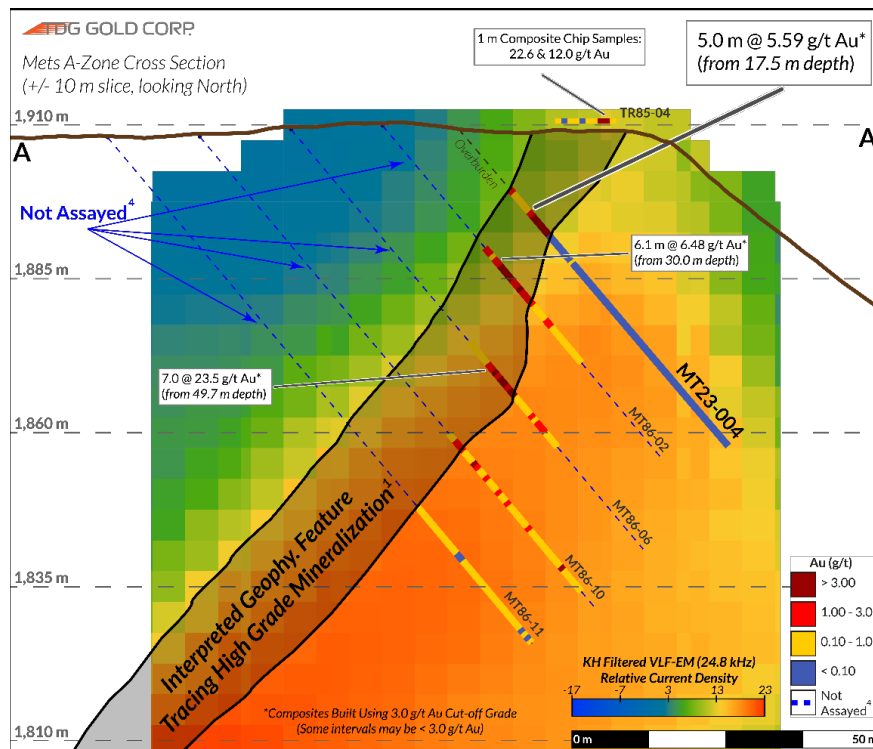 TDG GOLD CORP.
Mets A-Zone Cross Section
(+/- 10 m slice, looking North)
1 m Composite Chip Samples:
22.6 & 12.0 g/t Au
5.0 m @ 5.59 g/t Au*
(from 17.5 m depth)
1,910 m
TR85-04
A
A
Overburden
Not Assayed⁴
6.1 m @ 6.48 g/t Au*
(from 30.0 m depth)
1,885 m
7.0 @ 23.5 g/t Au*
(from 49.7 m depth)
MT23-004
1,860 m
MT86-02
MT86-06
MT86-10
MT86-11
Interpreted Geophy. Feature
Tracing High Grade Mineralization¹
1,835 m
Au (g/t)
> 3.00
1.00 - 3.0
0.10 - 1.0
< 0.10
Not
Assayed⁴
KH Filtered VLF-EM (24.8 kHz)
Relative Current Density
-17 -7 3 13 23
*Composites Built Using 3.0 g/t Au Cut-off Grade
(Some intervals may be < 3.0 g/t Au)
1,810 m
0 m 50 m